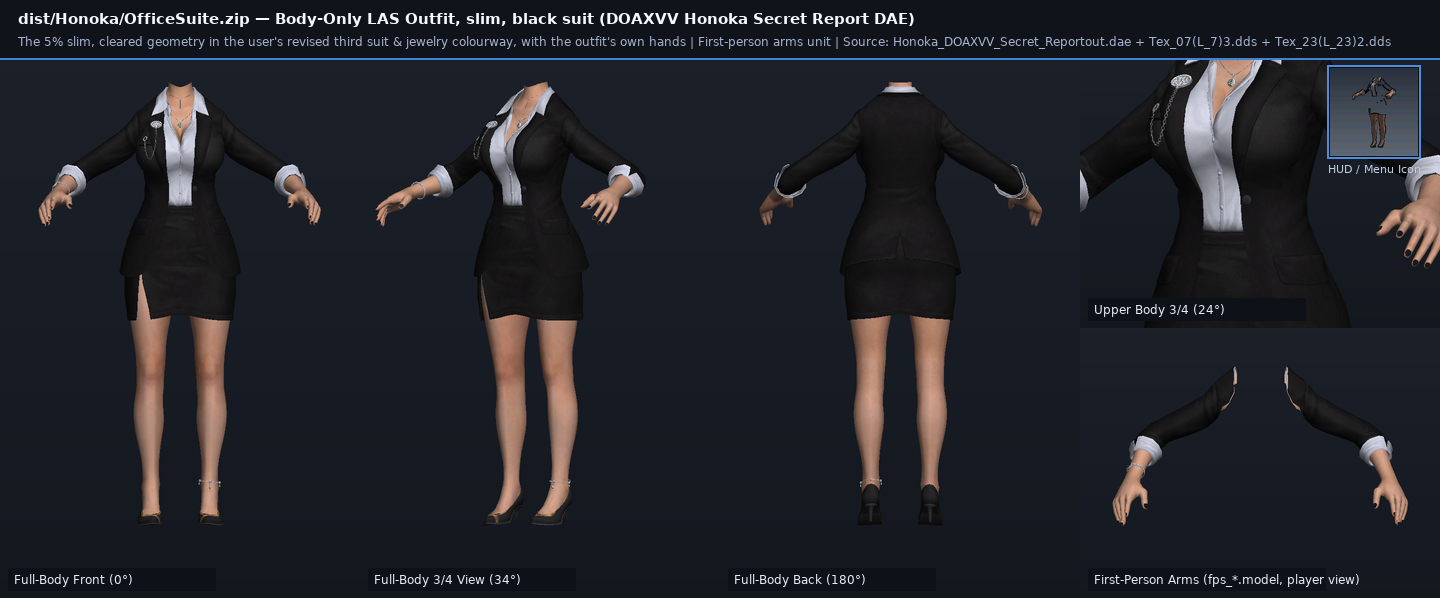 dist/Honoka/OfficeSuite.zip — Body-Only LAS Outfit, slim, black suit (DOAXVV Honoka Secret Report DAE)
The 5% slim, cleared geometry in the user's revised third suit & jewelry colourway, with the outfit's own hands | First-person arms unit | Source: Honoka_DOAXVV_Secret_Reportout.dae + Tex_07(L_7)3.dds + Tex_23(L_23)2.dds
HUD / Menu Icon
Upper Body 3/4 (24°)
Full-Body Front (0°)
Full-Body 3/4 View (34°)
Full-Body Back (180°)
First-Person Arms (fps_*.model, player view)